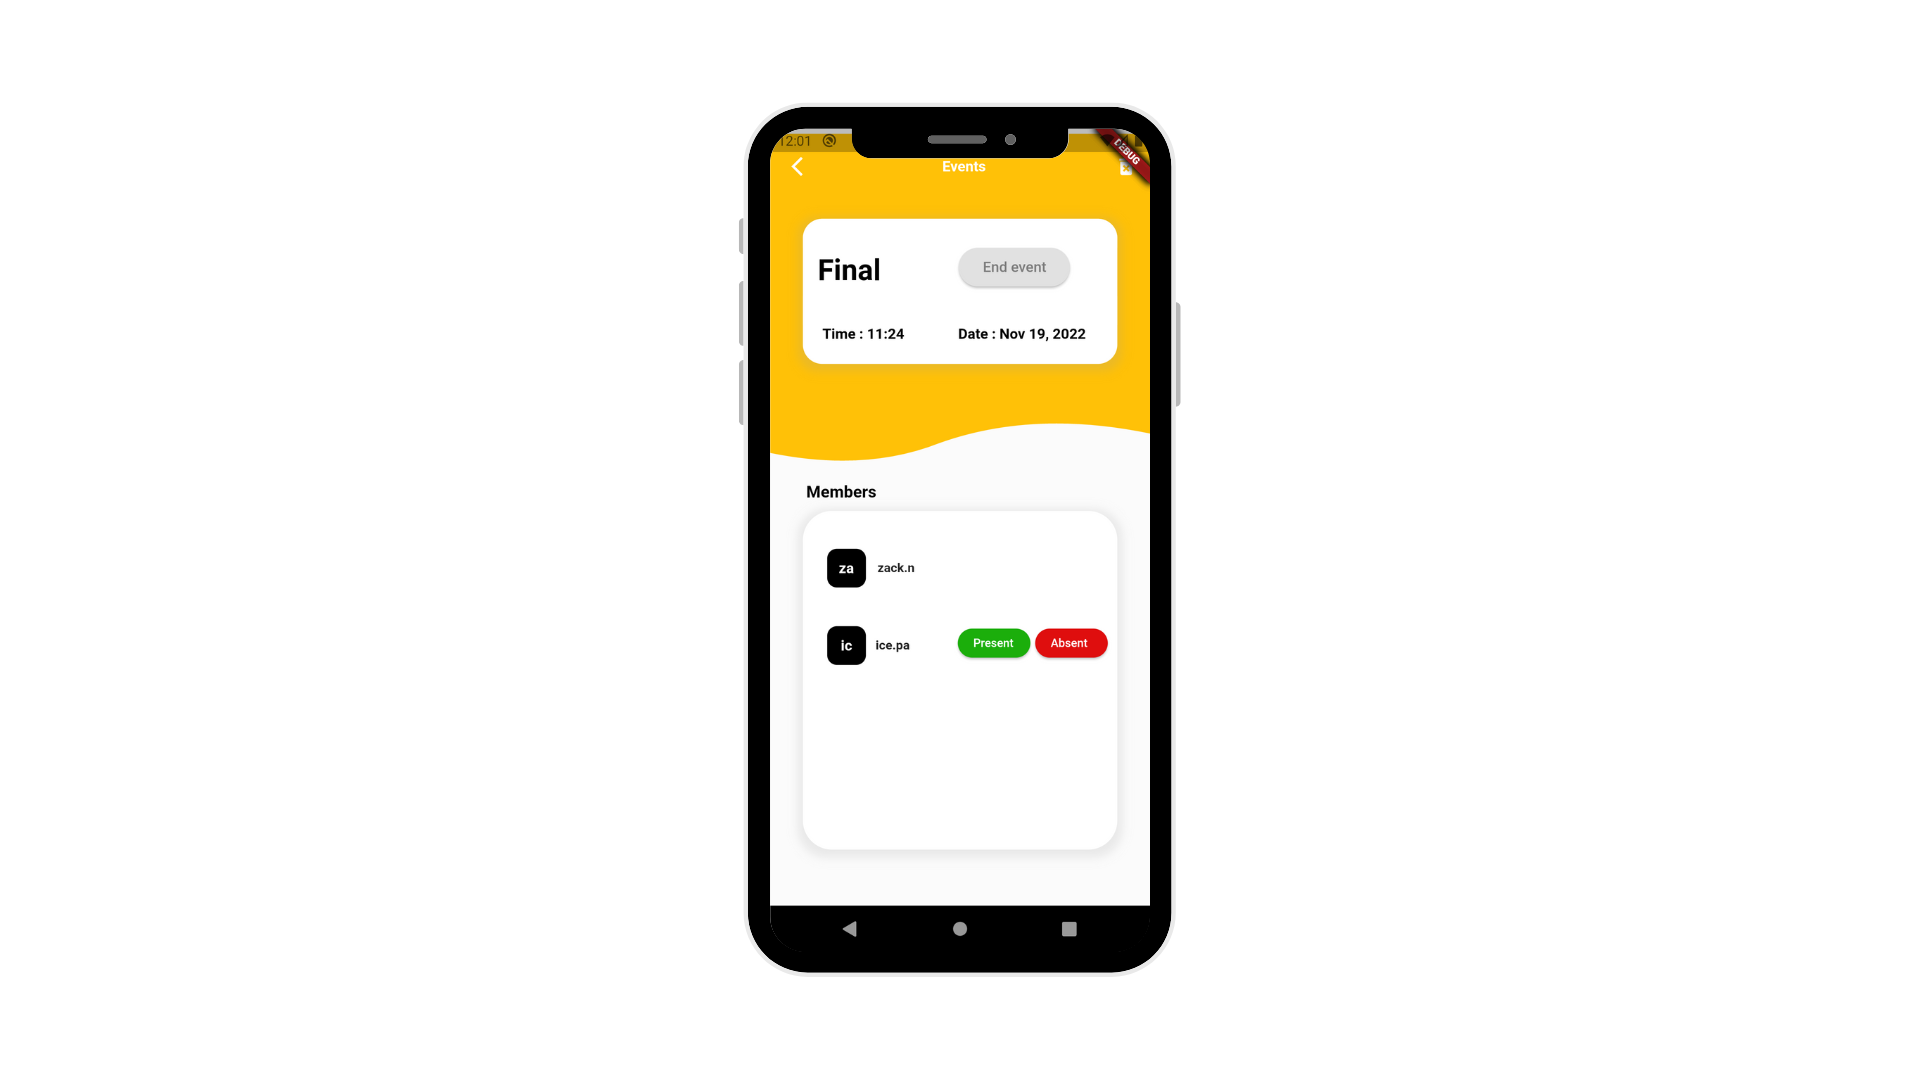 12:01
DEBUG
Events
Final
End event
Time : 11:24
Date : Nov 19, 2022
Members
za
zack.n
ic
ice.pa
Present
Absent